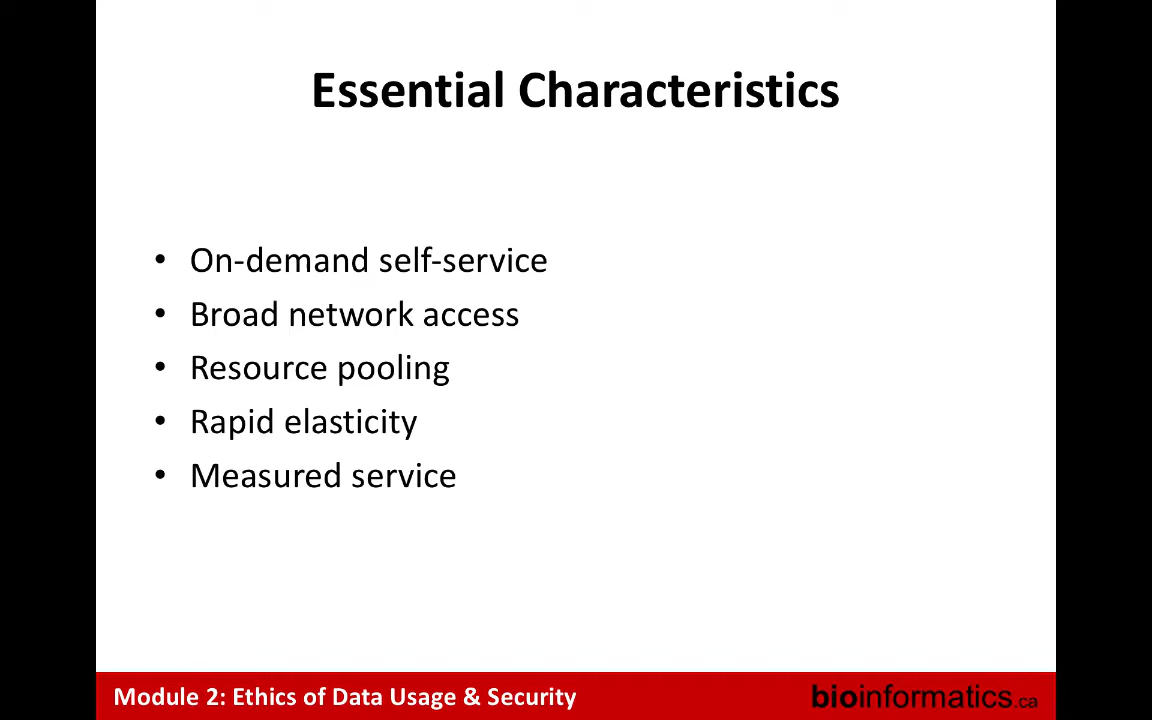 Essential Characteristics
• On-demand self-service
• Broad network access
• Resource pooling
• Rapid elasticity
• Measured service
Module 2: Ethics of Data Usage & Security
bioinformatics.ca